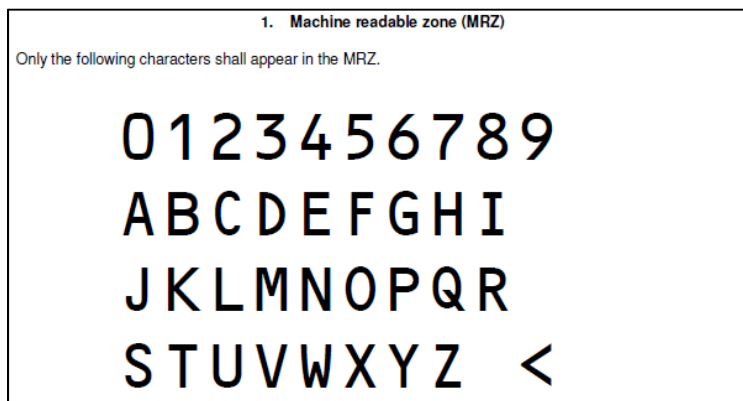 1. Machine readable zone (MRZ)
Only the following characters shall appear in the MRZ.
0123456789
ABCDEFGHI
JKLMNOPQR
STUVWXYZ <